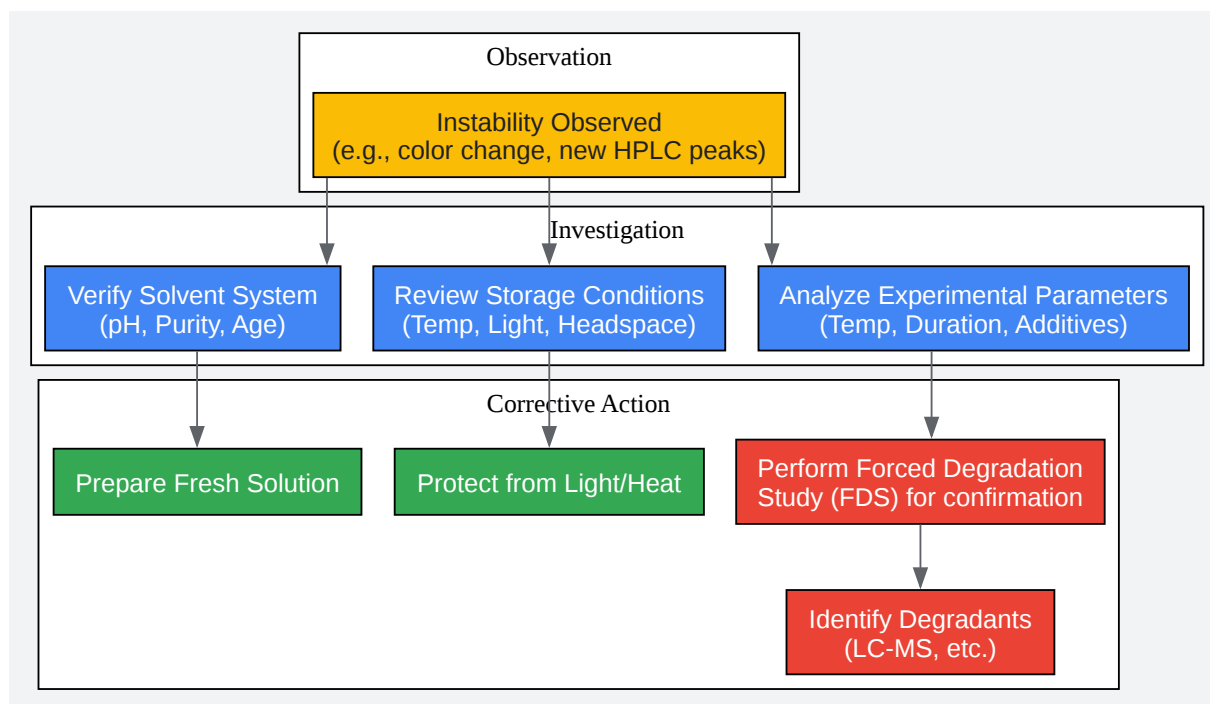 Observation
Instability Observed
(e.g., color change, new HPLC peaks)
Investigation
Verify Solvent System
(pH, Purity, Age)
Review Storage Conditions
(Temp, Light, Headspace)
Analyze Experimental Parameters
(Temp, Duration, Additives)
Corrective Action
Prepare Fresh Solution
Protect from Light/Heat
Perform Forced Degradation
Study (FDS) for confirmation
Identify Degradants
(LC-MS, etc.)